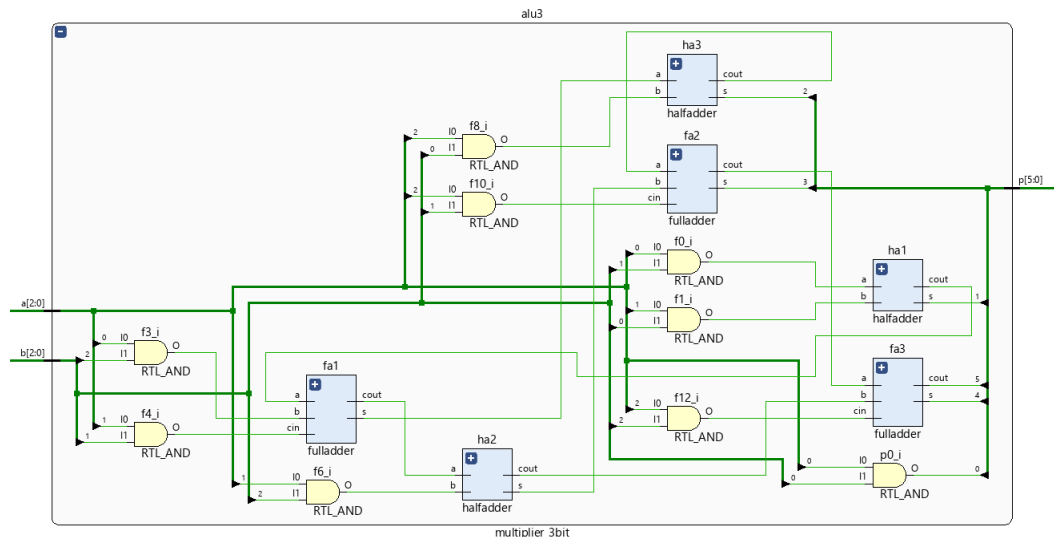 alu3
ha3
a
b
cout
s
halfadder
2
f8_i
2
0
I0
I1
O
RTL_AND
fa2
a
b
cin
cout
s
fulladder
3
p[5:0]
f10_i
2
1
I0
I1
O
RTL_AND
f0_i
0
1
I0
I1
O
RTL_AND
ha1
a
b
cout
s
halfadder
1
a[2:0]
f1_i
1
0
I0
I1
O
RTL_AND
b[2:0]
f3_i
0
2
I0
I1
O
RTL_AND
fa1
a
b
cin
cout
s
fulladder
fa3
a
b
cin
cout
s
fulladder
5
4
f4_i
1
1
I0
I1
O
RTL_AND
f12_i
2
2
I0
I1
O
RTL_AND
ha2
a
b
cout
s
halfadder
p0_i
0
0
I0
I1
O
RTL_AND
0
f6_i
1
2
I0
I1
O
RTL_AND
multiplier 3bit